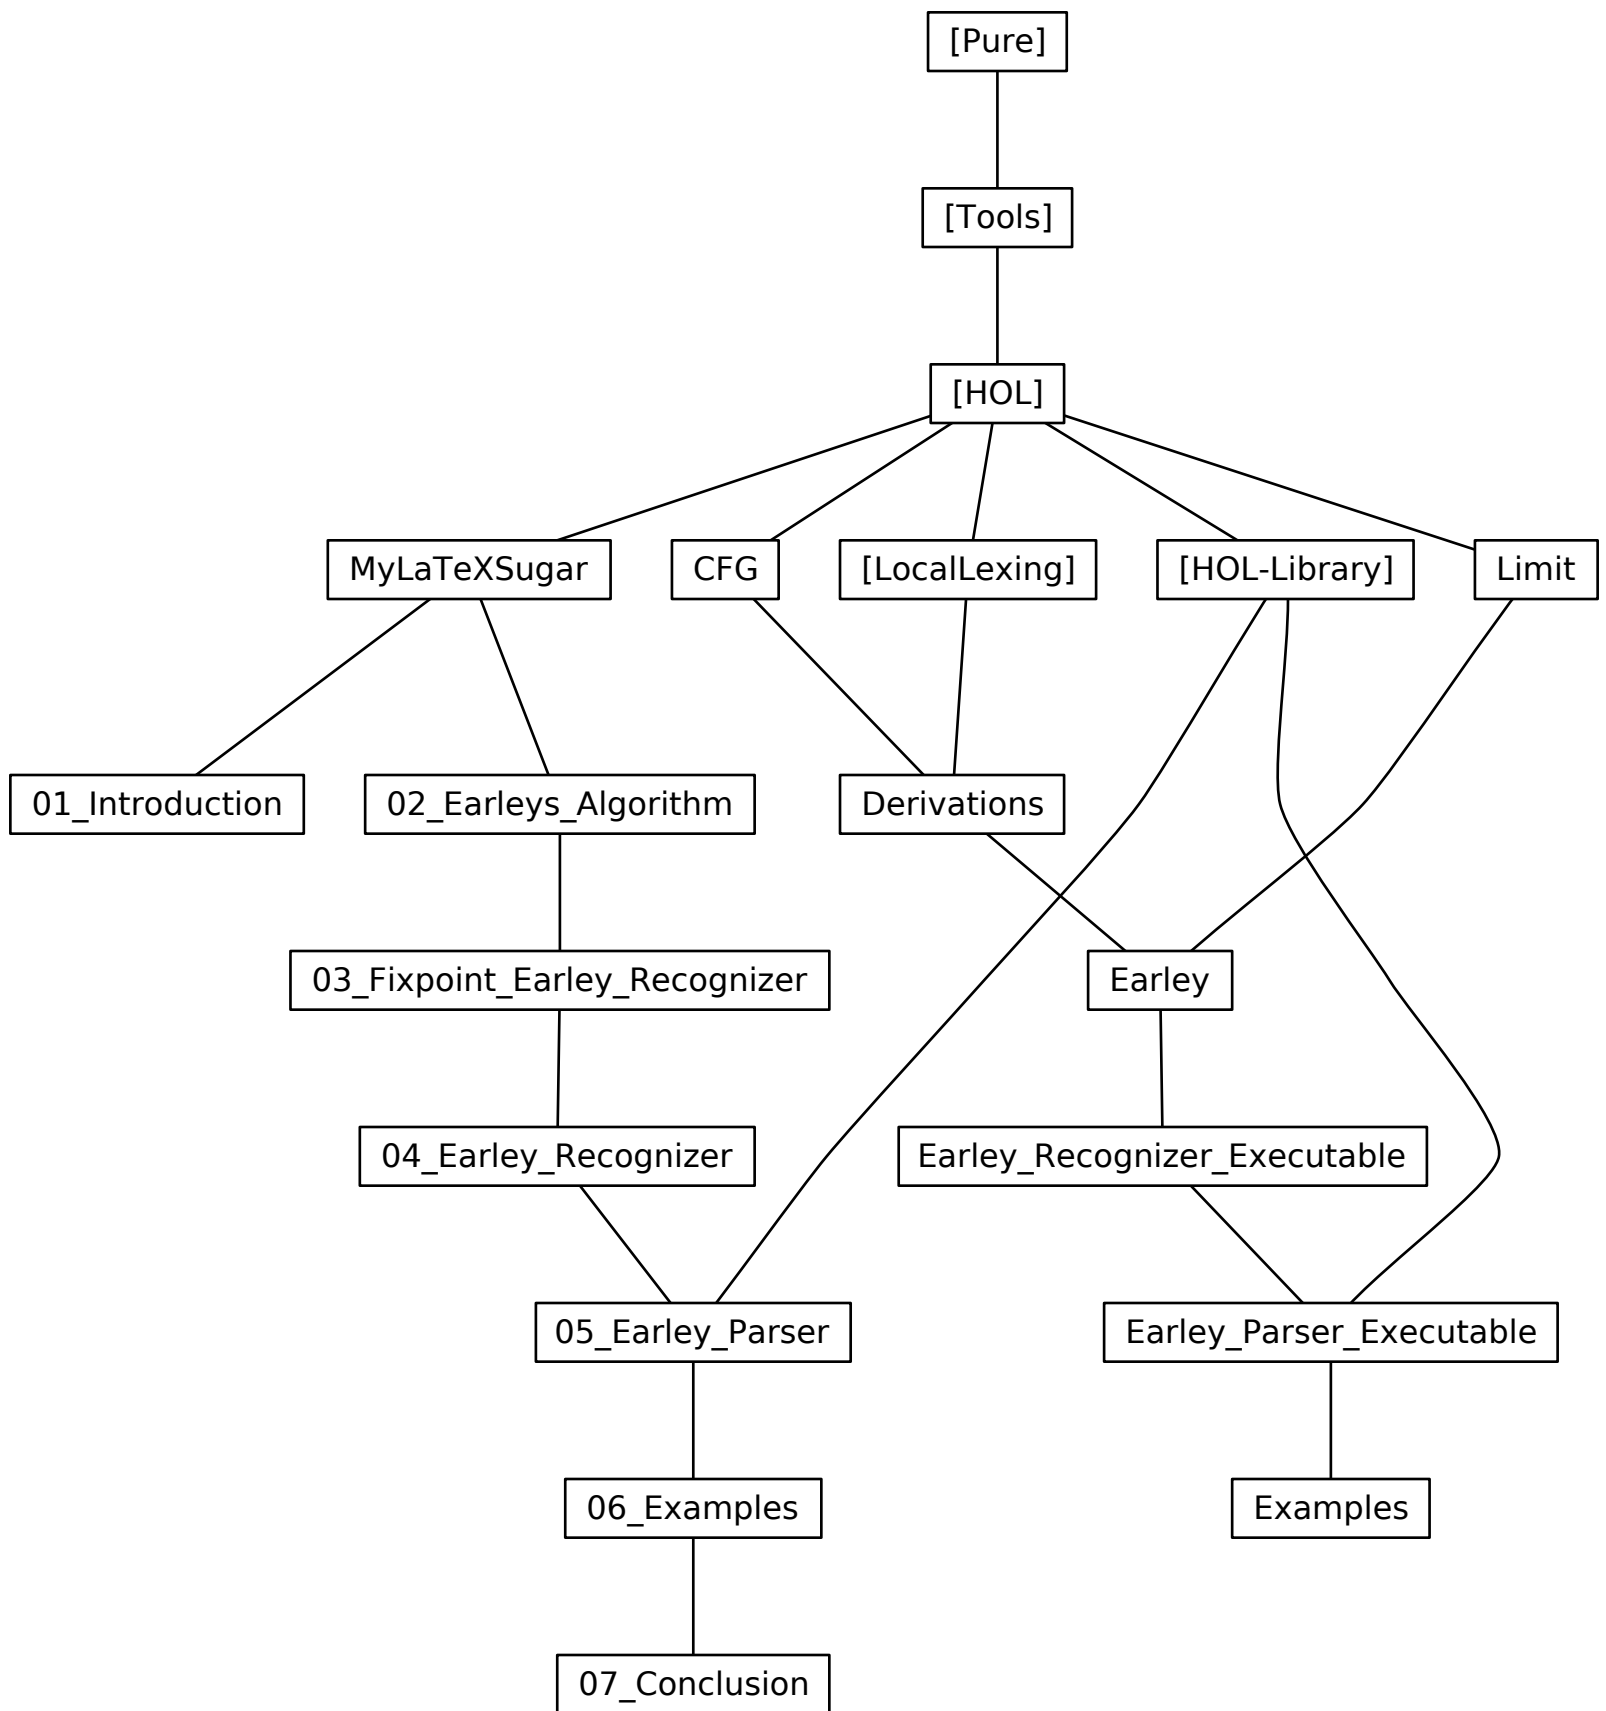 [Pure]
[Tools]
[HOL]
MyLaTeXSugar
CFG
[LocalLexing]
[HOL-Library]
Limit
01_Introduction
02_Earleys_Algorithm
Derivations
03_Fixpoint_Earley_Recognizer
Earley
04_Earley_Recognizer
Earley_Recognizer_Executable
05_Earley_Parser
Earley_Parser_Executable
06_Examples
Examples
07_Conclusion